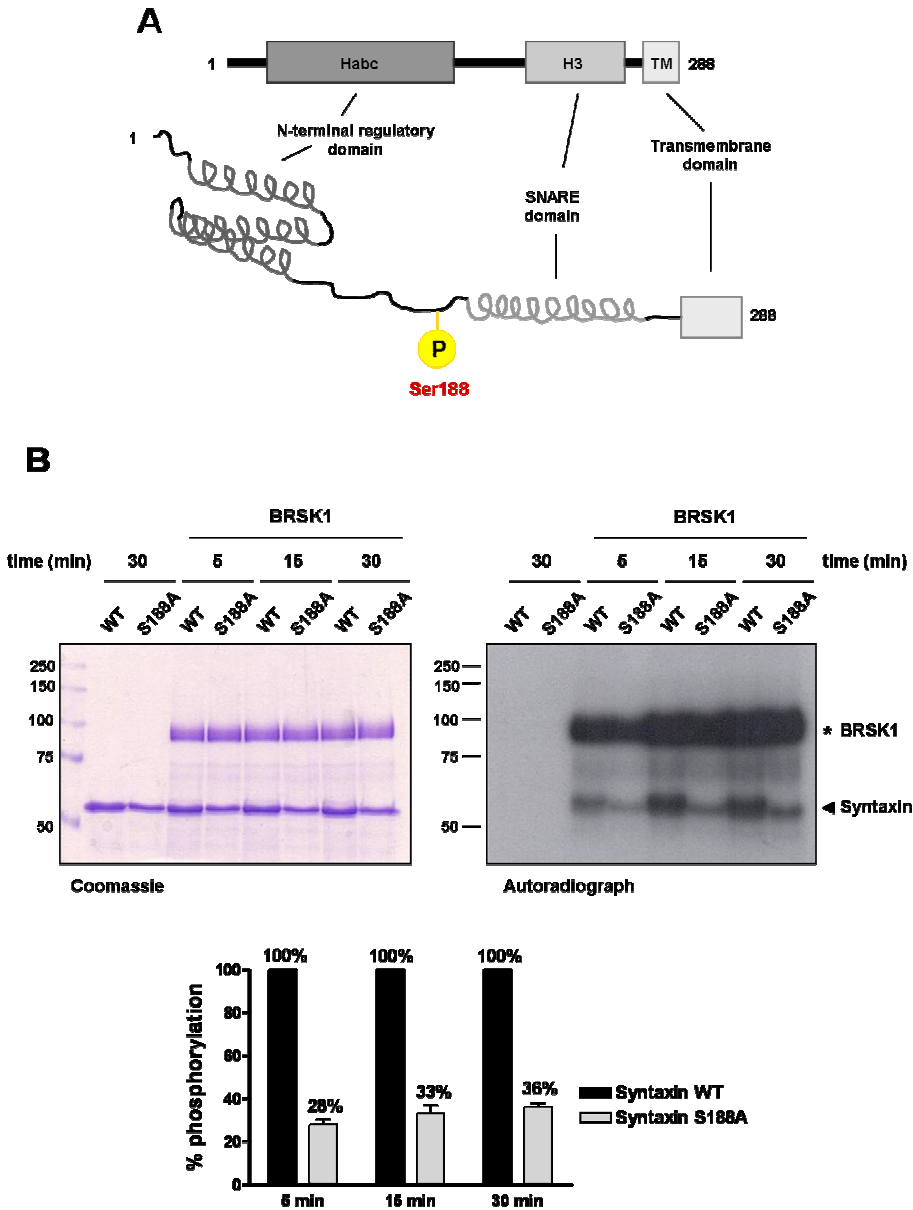 A
1 Habc H3 TM 288
N-terminal regulatory
domain
Transmembrane
domain
1
SNARE
domain
288
P
Ser188
B
BRSK1
time (min) 30 5 15 30
WT S188A WT S188A WT S188A WT S188A
250
150
100
75
50
Coomassie
BRSK1
30 5 15 30 time (min)
WT S188A WT S188A WT S188A WT S188A
250
150
100
75
50
* BRSK1
Syntaxin
Autoradiograph
% phosphorylation
100
80
60
40
20
0
100% 100% 100%
28% 33% 36%
5 min 15 min 30 min
Syntaxin WT
Syntaxin S188A